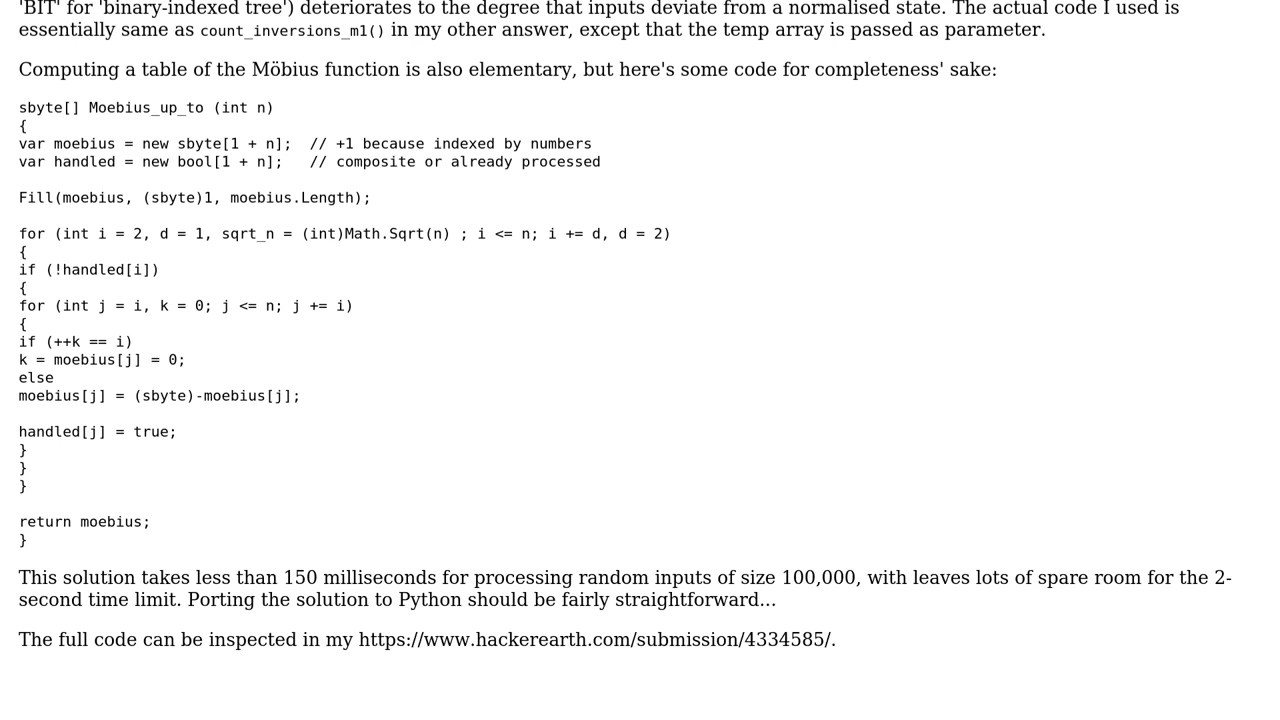 'BIT' for 'binary-indexed tree') deteriorates to the degree that inputs deviate from a normalised state. The actual code I used is
essentially same as count_inversions_m1() in my other answer, except that the temp array is passed as parameter.
Computing a table of the Möbius function is also elementary, but here's some code for completeness' sake:
sbyte[] Moebius_up_to (int n)
{
var moebius = new sbyte[1 + n];  // +1 because indexed by numbers
var handled = new bool[1 + n];   // composite or already processed
Fill(moebius, (sbyte)1, moebius.Length);
for (int i = 2, d = 1, sqrt_n = (int)Math.Sqrt(n) ; i <= n; i += d, d = 2)
{
if (!handled[i])
{
for (int j = i, k = 0; j <= n; j += i)
{
if (++k == i)
k = moebius[j] = 0;
else
moebius[j] = (sbyte)-moebius[j];
handled[j] = true;
}
}
}
return moebius;
}
This solution takes less than 150 milliseconds for processing random inputs of size 100,000, with leaves lots of spare room for the 2-
second time limit. Porting the solution to Python should be fairly straightforward...
The full code can be inspected in my https://www.hackerearth.com/submission/4334585/.